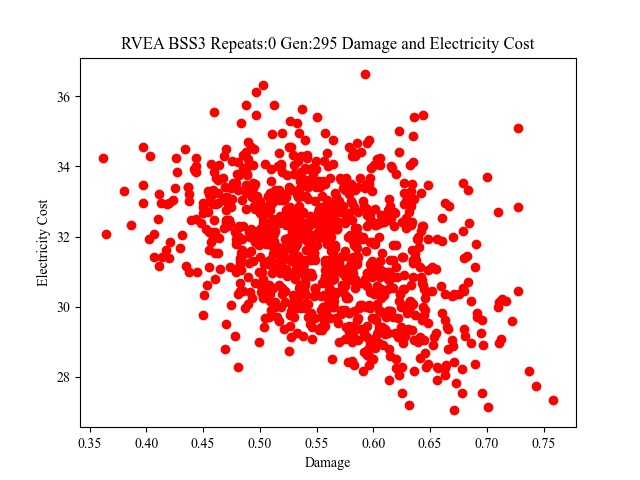 RVEA BSS3 Repeats:0 Gen:295 Damage and Electricity Cost
36
34
32
30
28
Electricity Cost
0.35 0.40 0.45 0.50 0.55 0.60 0.65 0.70 0.75
Damage